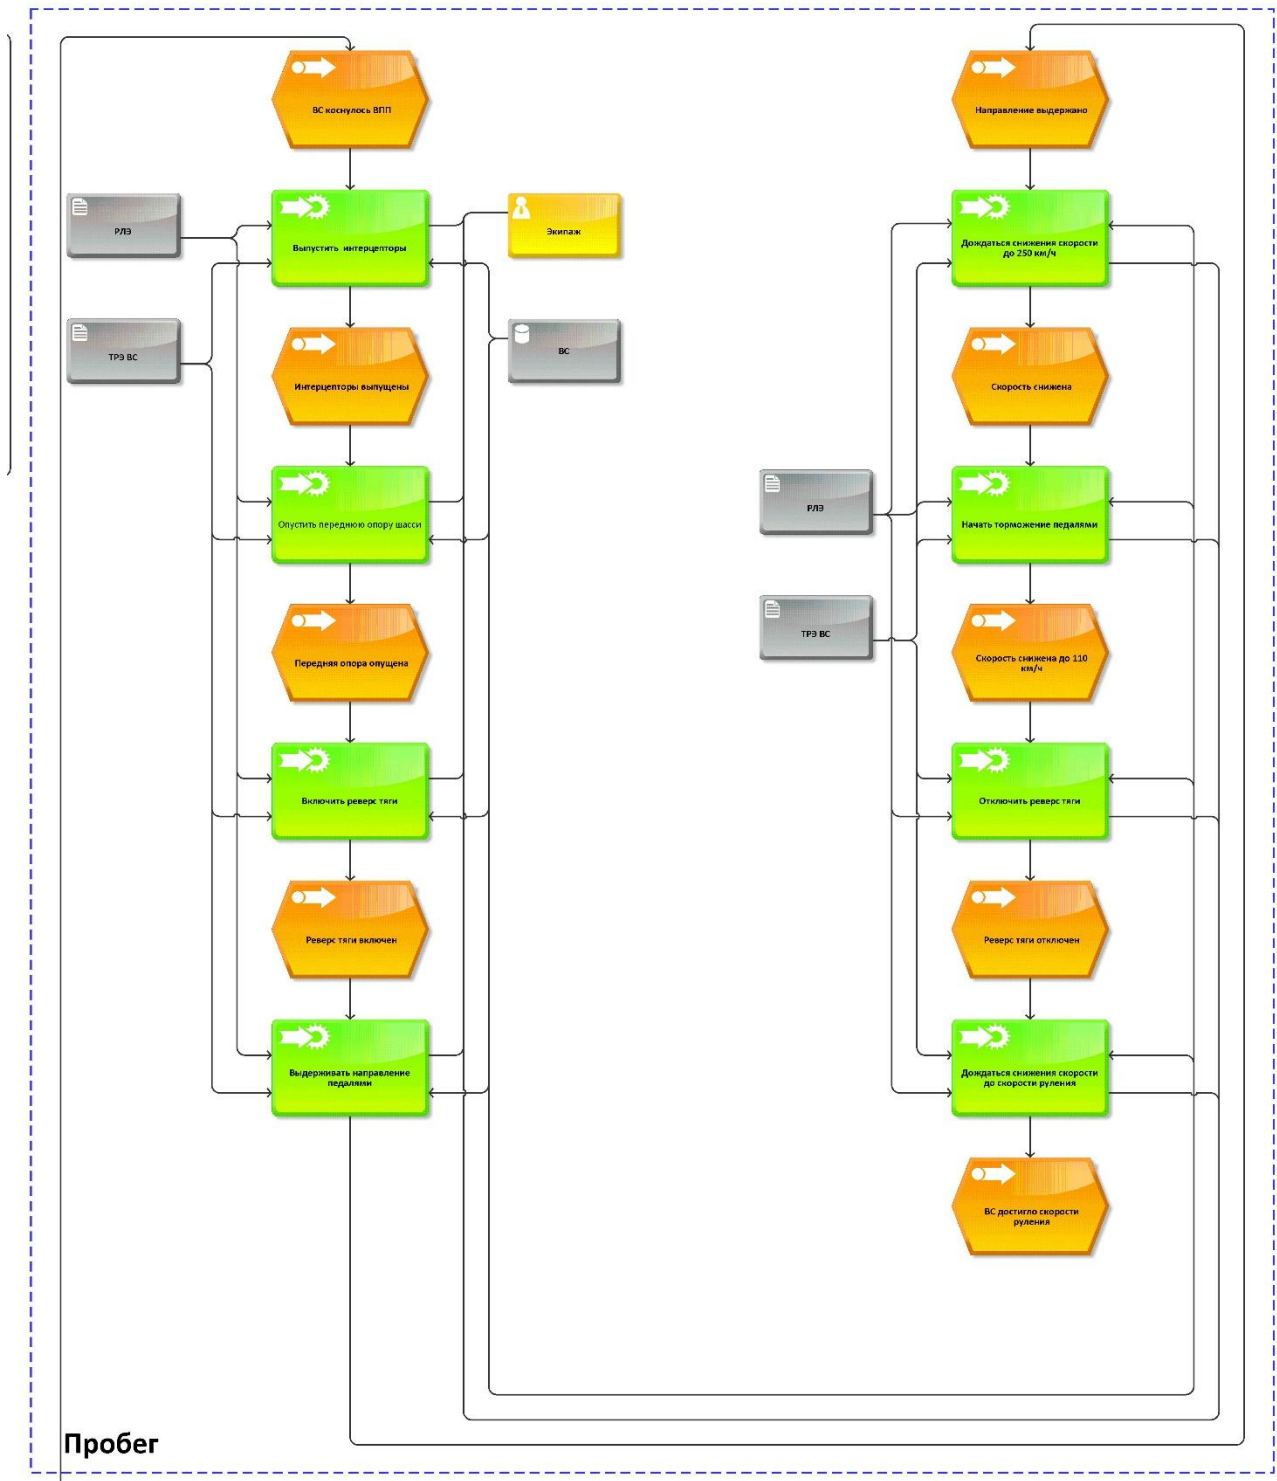 ВС коснулось ВПП
РЛЭ
Выпустить интерцепторы
Экипаж
ТРЭ ВС
ВС
Интерцепторы выпущены
Опустить переднюю опору шасси
Передняя опора опущена
Включить реверс тяги
Реверс тяги включен
Выдерживать направление
педалями
Направление выдержано
Дождаться снижения скорости
до 250 км/ч
Скорость снижена
РЛЭ
Начать торможение педалями
ТРЭ ВС
Скорость снижена до 110
км/ч
Отключить реверс тяги
Реверс тяги отключен
Дождаться снижения скорости
до скорости руления
ВС достигло скорости
руления
Пробег